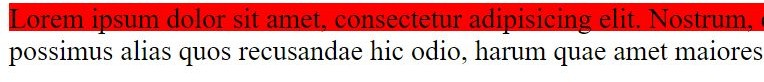 Lorem ipsum dolor sit amet, consectetur adipisicing elit. Nostrum,
possimus alias quos recusandae hic odio, harum quae amet maiores